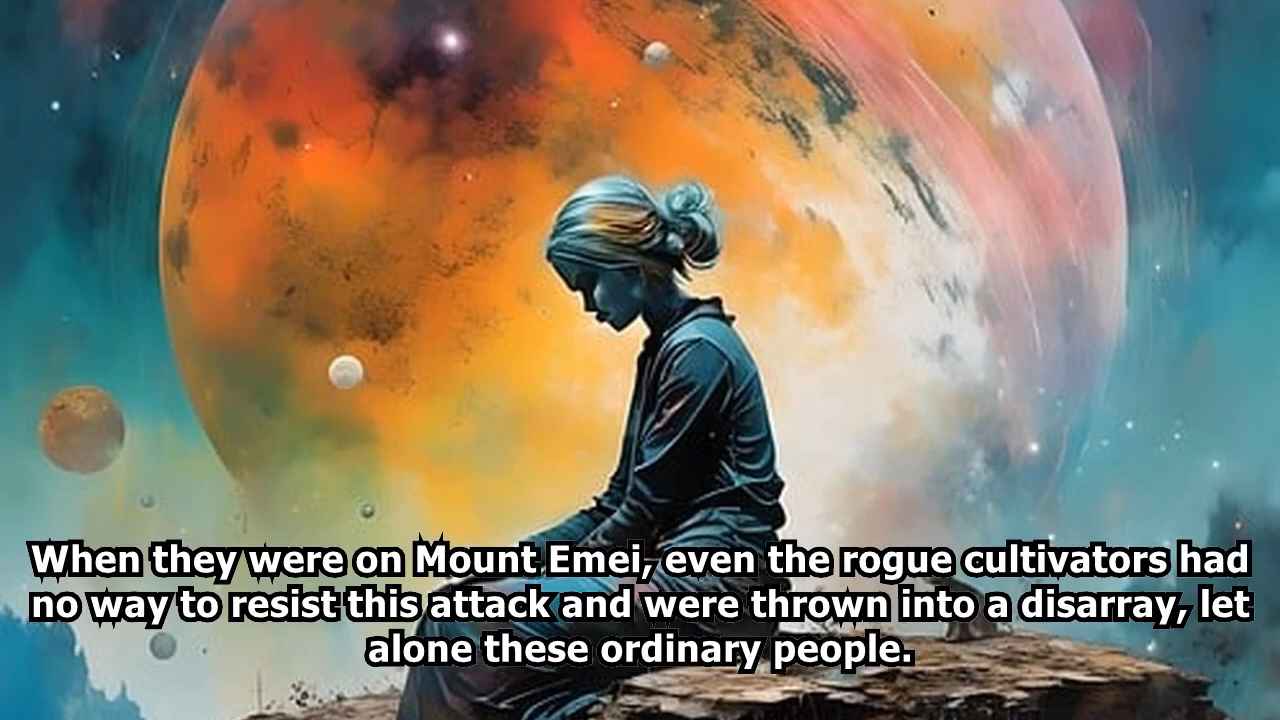 When they were on Mount Emei, even the rogue cultivators had
no way to resist this attack and were thrown into a disarray, let
alone these ordinary people.